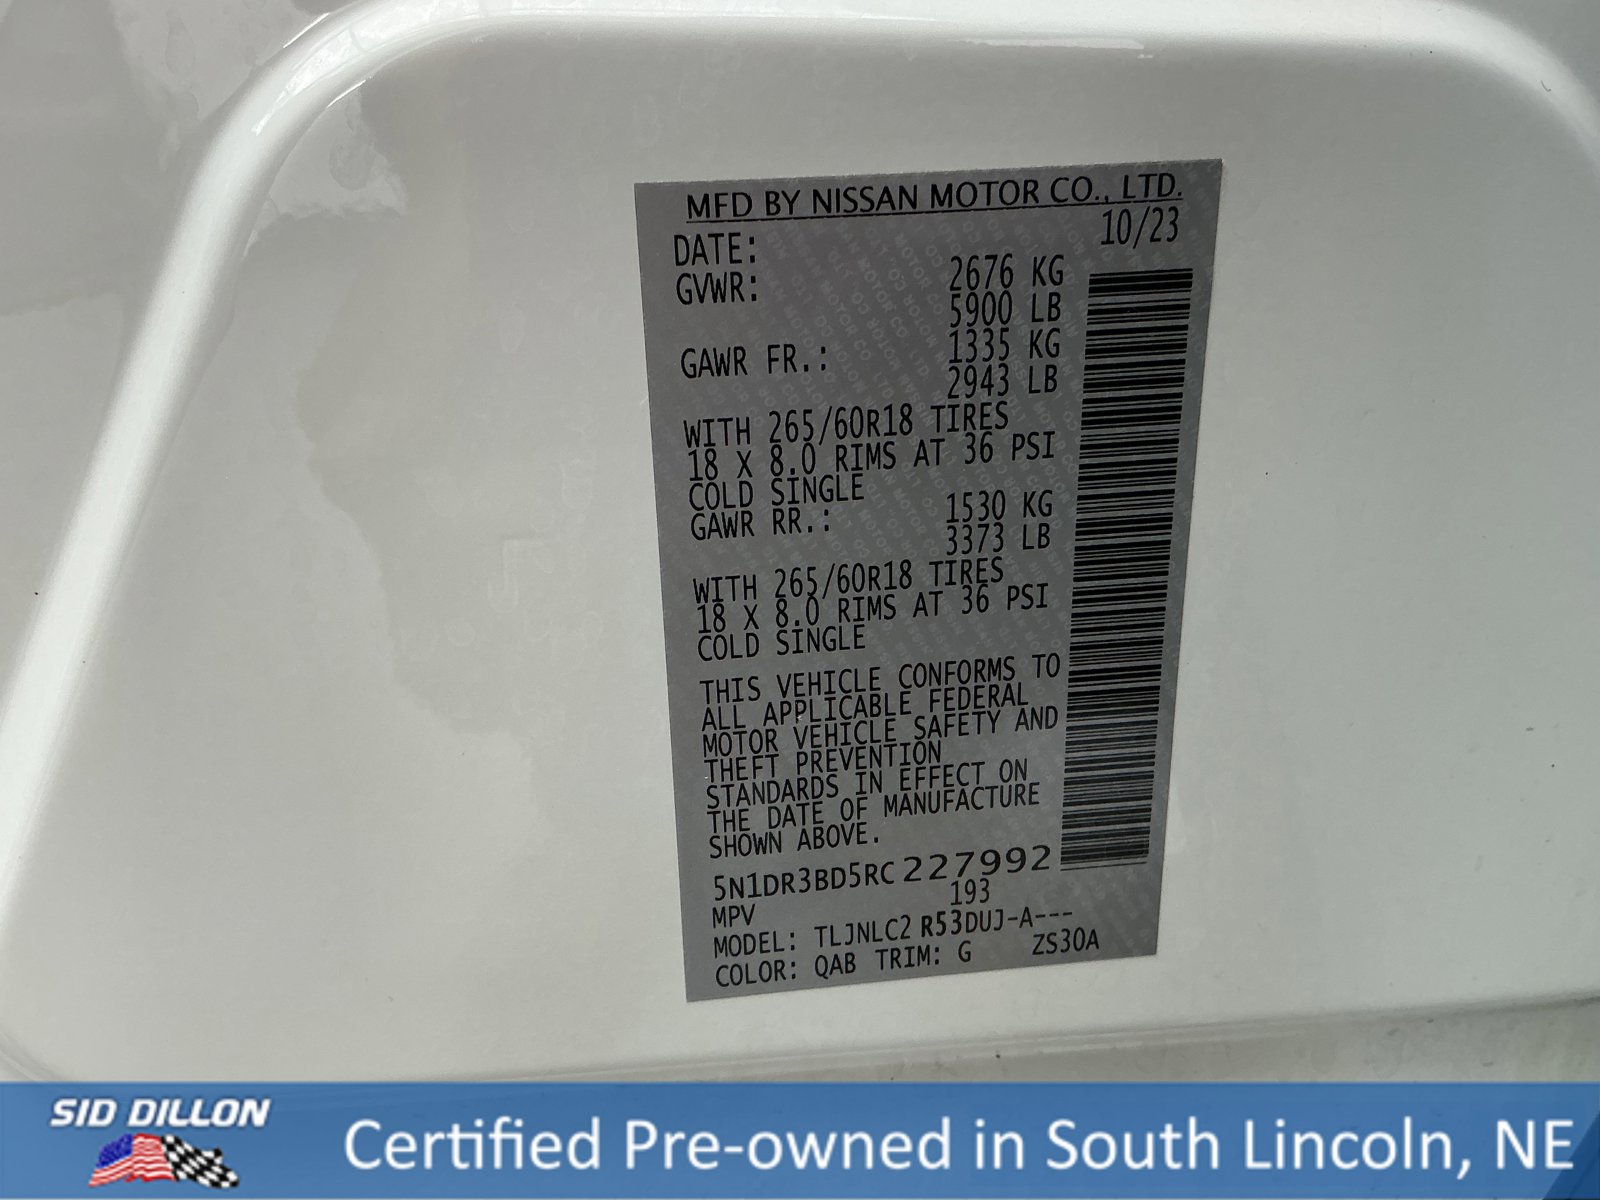 MFD BY NISSAN MOTOR CO., LTD.
DATE: 10/23
GVWR: 2676 KG
5900 LB
GAWR FR.: 1335 KG
2943 LB
WITH 265/60R18 TIRES
18 X 8.0 RIMS AT 36 PSI
COLD SINGLE
GAWR RR.: 1530 KG
3373 LB
WITH 265/60R18 TIRES
18 X 8.0 RIMS AT 36 PSI
COLD SINGLE
THIS VEHICLE CONFORMS TO
ALL APPLICABLE FEDERAL
MOTOR VEHICLE SAFETY AND
THEFT PREVENTION
STANDARDS IN EFFECT ON
THE DATE OF MANUFACTURE
SHOWN ABOVE.
5N1DR3BD5RC227992
MPV 193
MODEL: TLJNLC2 R53DUJ-A---
COLOR: QAB TRIM: G ZS30A
SID DILLON
Certified Pre-owned in South Lincoln, NE